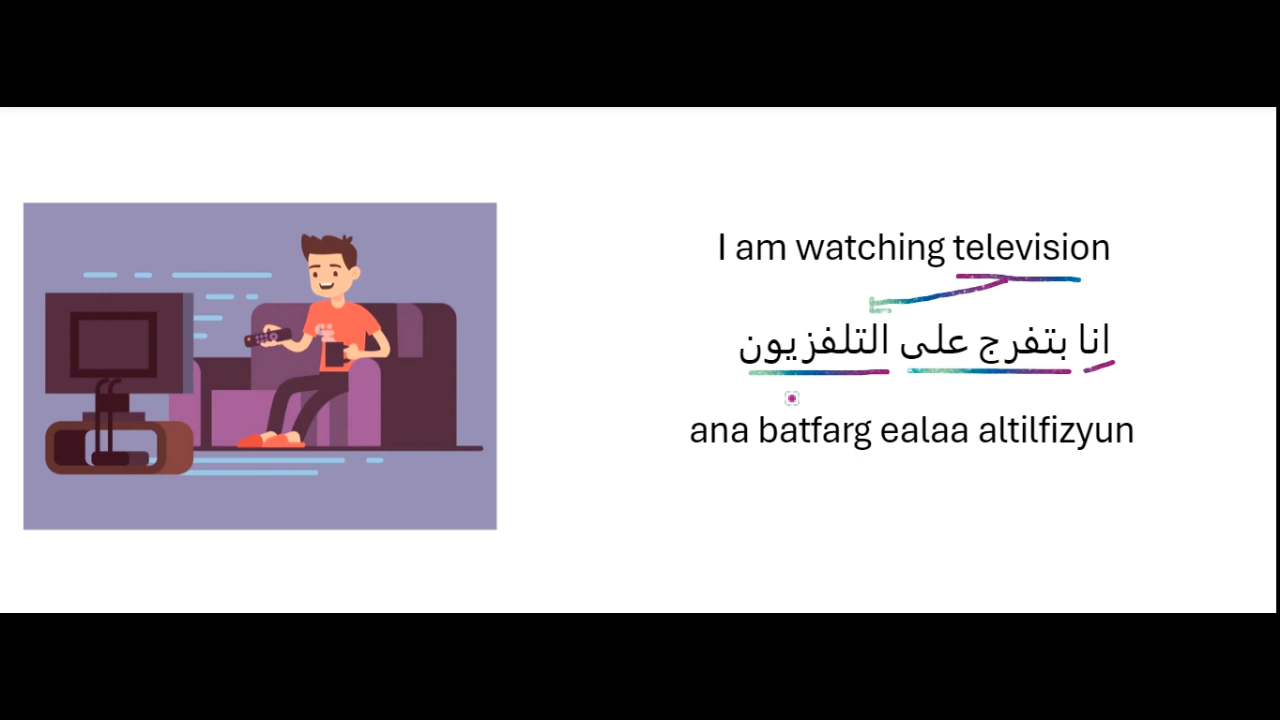 I am watching television
انا بتفرج على التلفزيون
ana batfarg ealaa altilfizyun